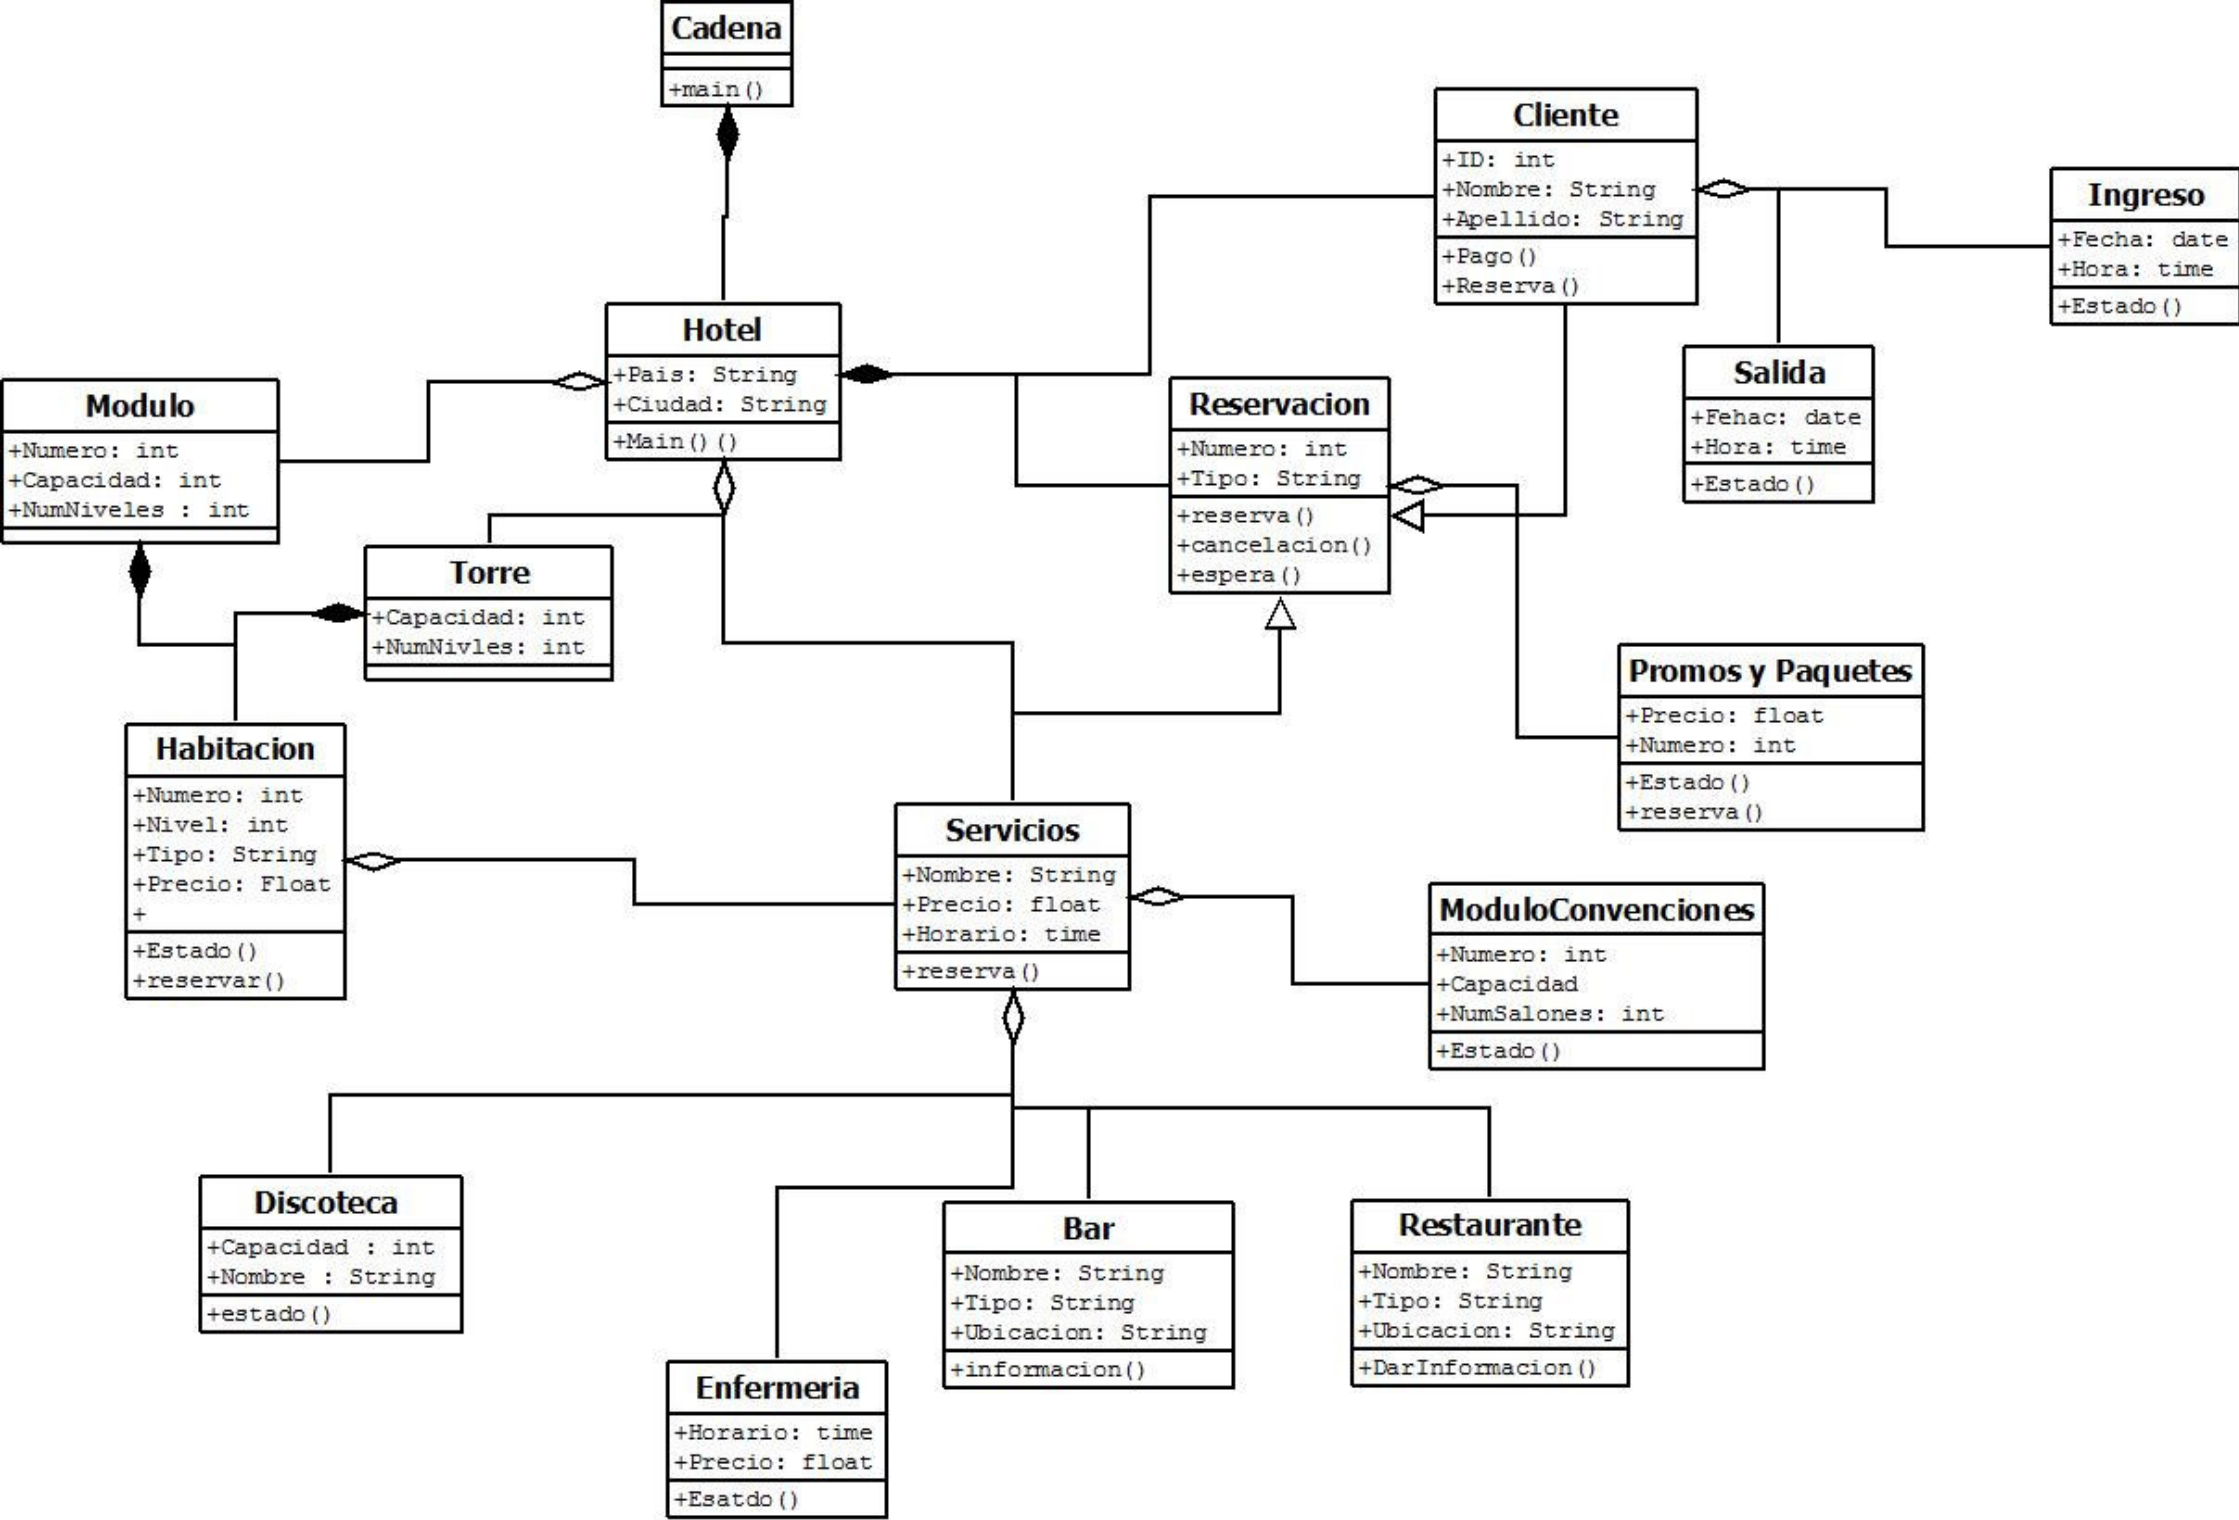 Cadena
+main()
Cliente
+ID: int
+Nombre: String
+Apellido: String
+Pago()
+Reserva()
Ingreso
+Fecha: date
+Hora: time
+Estado()
Hotel
+Pais: String
+Ciudad: String
+Main()()
Modulo
+Numero: int
+Capacidad: int
+NumNiveles : int
Reservacion
+Numero: int
+Tipo: String
+reserva()
+cancelacion()
+espera()
Salida
+Fehac: date
+Hora: time
+Estado()
Torre
+Capacidad: int
+NumNivles: int
Promos y Paquetes
+Precio: float
+Numero: int
+Estado()
+reserva()
Habitacion
+Numero: int
+Nivel: int
+Tipo: String
+Precio: Float
+
+Estado()
+reservar()
Servicios
+Nombre: String
+Precio: float
+Horario: time
+reserva()
ModuloConvenciones
+Numero: int
+Capacidad
+NumSalones: int
+Estado()
Discoteca
+Capacidad : int
+Nombre : String
+estado()
Enfermeria
+Horario: time
+Precio: float
+Esatdo()
Bar
+Nombre: String
+Tipo: String
+Ubicacion: String
+informacion()
Restaurante
+Nombre: String
+Tipo: String
+Ubicacion: String
+DarInformacion()